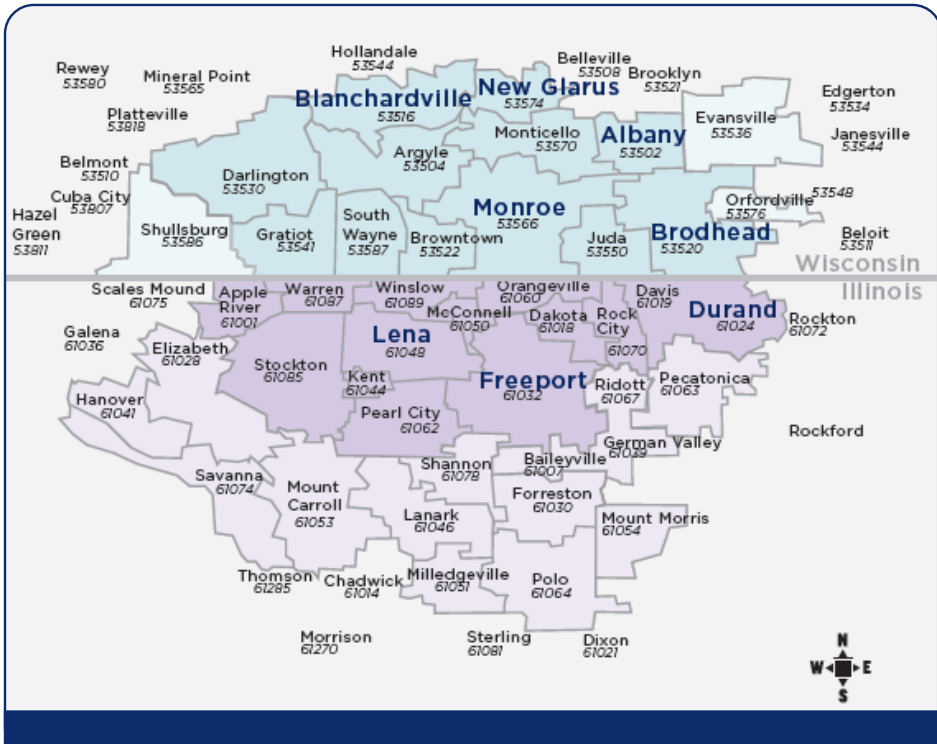 Hollandale
53544
Belleville
53508
Rewey
53580
Mineral Point
53565
Brooklyn
53521
Blanchardville
53516
New Glarus
53574
Edgerton
53534
Platteville
53818
Evansville
53536
Monticello
53570
Albany
53502
Janesville
53544
Argyle
53504
Belmont
53510
Darlington
53530
Cuba City
53807
Orfordville
53576
53548
Hazel
Green
53811
Shullsburg
53586
Gratiot
53541
South
Wayne
53587
Browntown
53522
Monroe
53566
Juda
53550
Brodhead
53520
Beloit
53511
Wisconsin
Illinois
Scales Mound
61075
Apple
River
61001
Warren
61087
Winslow
61089
Orangeville
61060
Davis
61019
McConnell
61050
Dakota
61018
Rock
City
61070
Durand
61024
Rockton
61072
Galena
61036
Elizabeth
61028
Lena
61048
Stockton
61085
Kent
61044
Freeport
61032
Ridott
61067
Pecatonica
61063
Hanover
61041
Pearl City
61062
Rockford
German Valley
61039
Savanna
61074
Shannon
61078
Baileyville
61007
Mount
Carroll
61053
Forreston
61030
Lanark
61046
Mount Morris
61054
Thomson
61285
Chadwick
61014
Milledgeville
61051
Polo
61064
Morrison
61270
Sterling
61081
Dixon
61021
N
W E
S